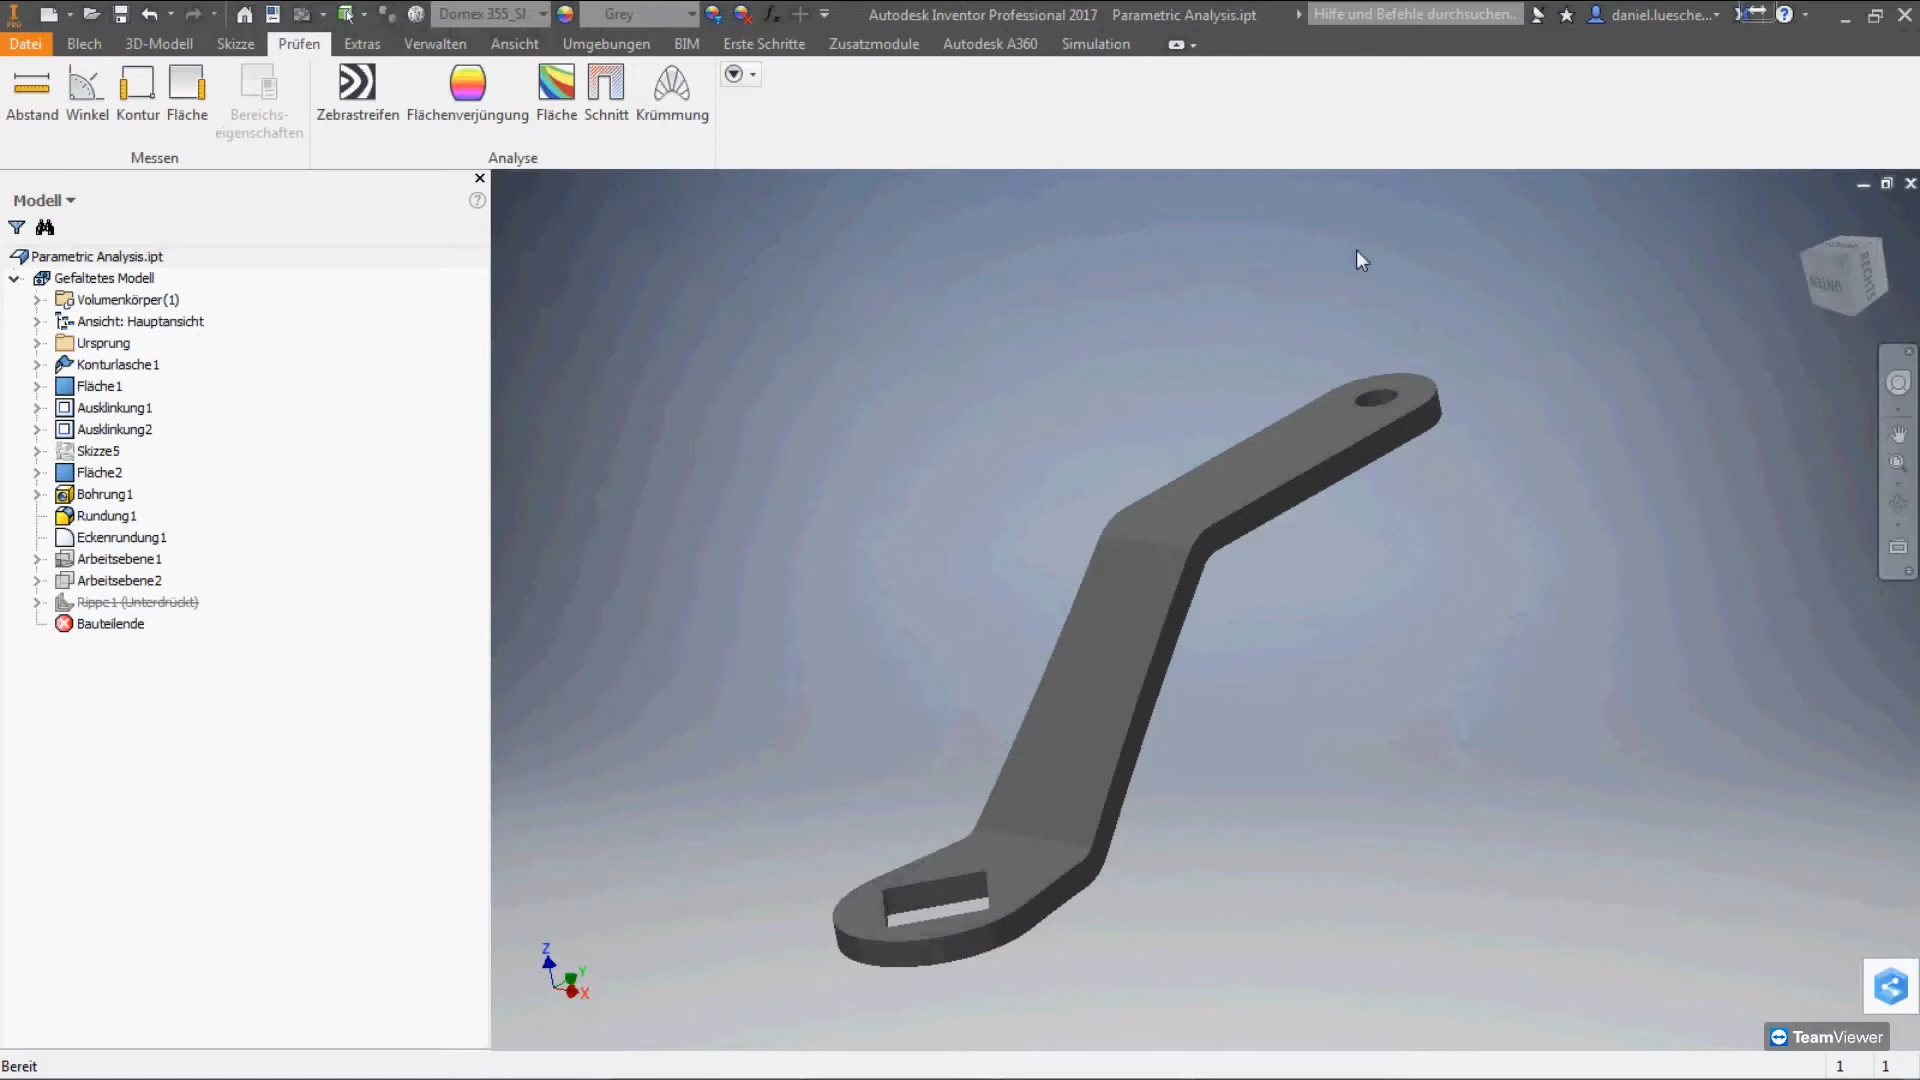 PRO
Domex 355_SI
Grey
Autodesk Inventor Professional 2017 Parametric Analysis.ipt
Hilfe und Befehle durchsuchen...
daniel.luesche...
Datei Blech 3D-Modell Skizze Prüfen Extras Verwalten Ansicht Umgebungen BIM Erste Schritte Zusatzmodule Autodesk A360 Simulation
Abstand Winkel Kontur Fläche Bereichs-
eigenschaften
Zebrastreifen Flächenverjüngung Fläche Schnitt Krümmung
Messen
Analyse
Modell
Parametric Analysis.ipt
Gefaltetes Modell
Volumenkörper(1)
Ansicht: Hauptansicht
Ursprung
Konturlasche1
Fläche1
Ausklinkung1
Ausklinkung2
Skizze5
Fläche2
Bohrung1
Rundung1
Eckenrundung1
Arbeitsebene1
Arbeitsebene2
Rippe1 (Unterdrückt)
Bauteilende
RECHTS
UNTEN
Z
Y
X
TeamViewer
Bereit
1 1